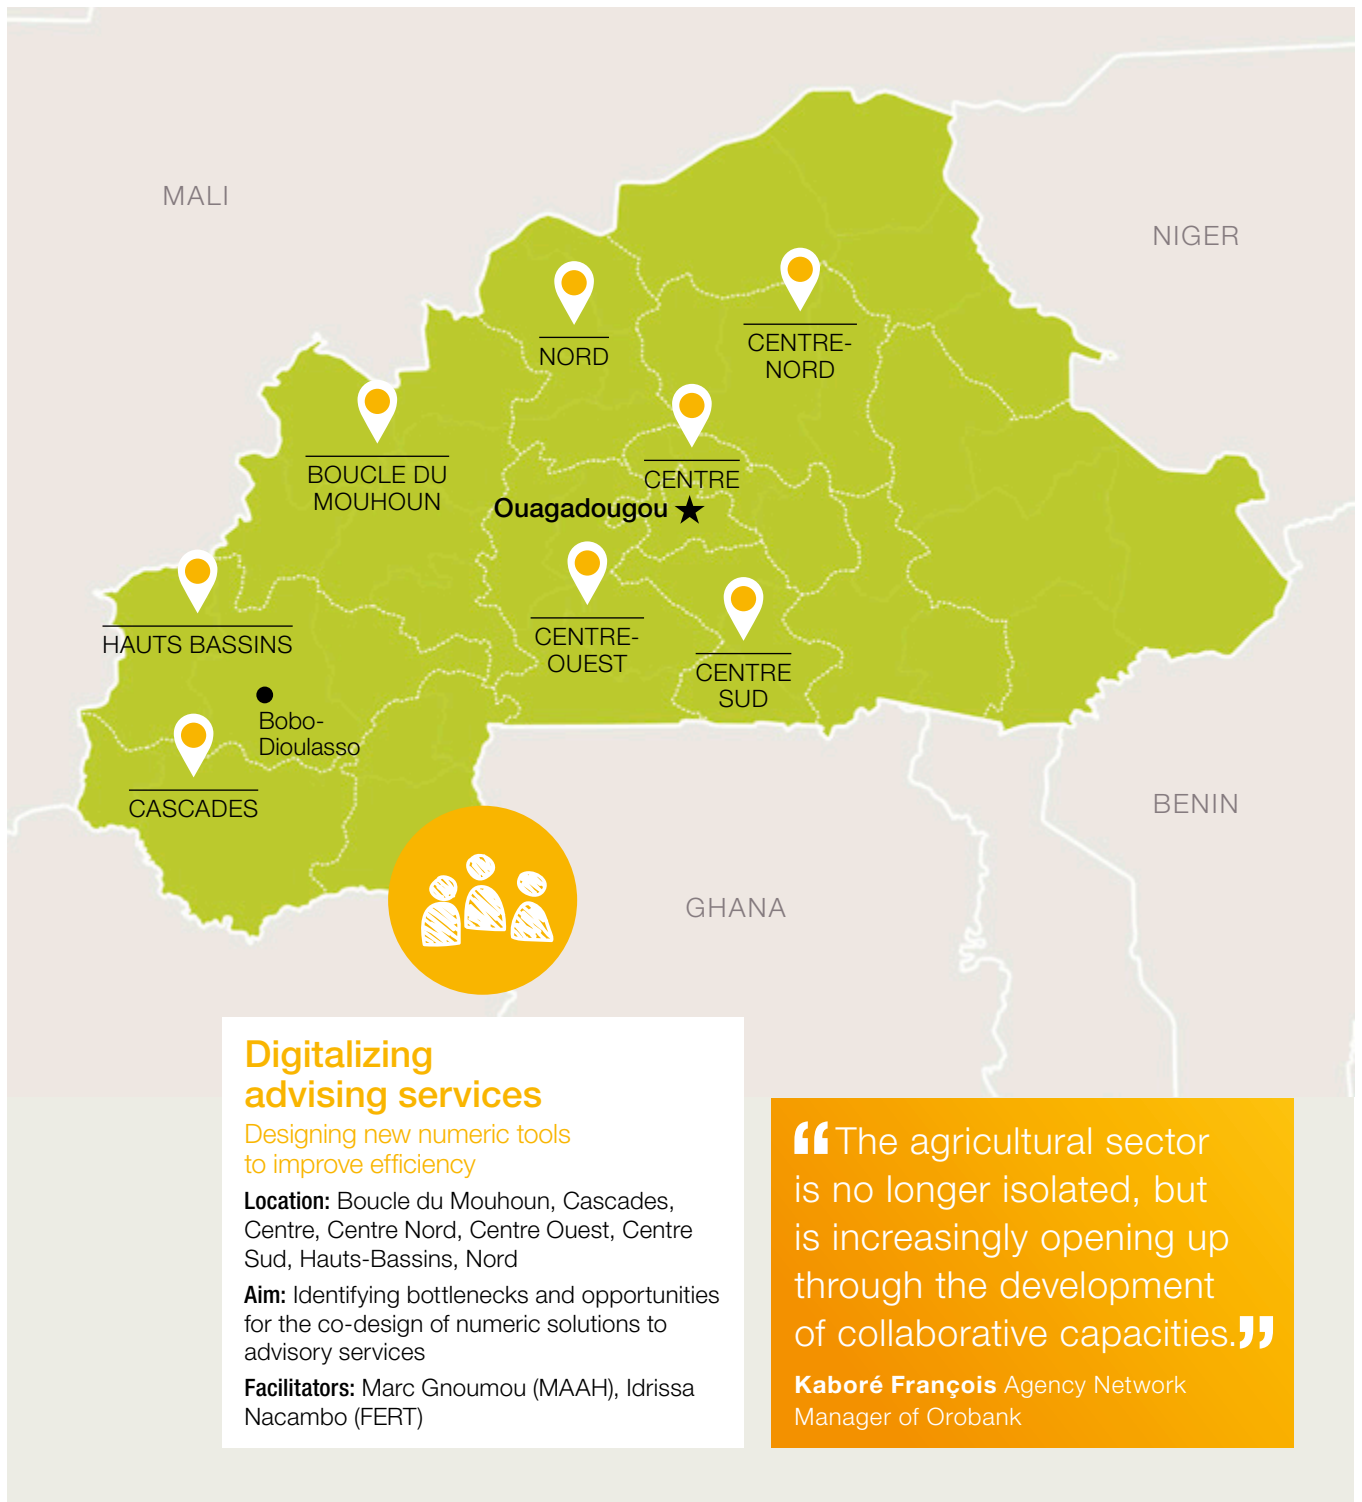 MALI
NIGER
NORD
CENTRE-
NORD
BOUCLE DU
MOUHOUN
CENTRE
Ouagadougou
HAUTS BASSINS
CENTRE-
OUEST
CENTRE
SUD
Bobo-
Dioulasso
CASCADES
BENIN
GHANA
Digitalizing
advising services
Designing new numeric tools
to improve efficiency
Location: Boucle du Mouhoun, Cascades,
Centre, Centre Nord, Centre Ouest, Centre
Sud, Hauts-Bassins, Nord
Aim: Identifying bottlenecks and opportunities
for the co-design of numeric solutions to
advisory services
Facilitators: Marc Gnoumou (MAAH), Idrissa
Nacambo (FERT)
“The agricultural sector
is no longer isolated, but
is increasingly opening up
through the development
of collaborative capacities.”
Kaboré François Agency Network
Manager of Orobank